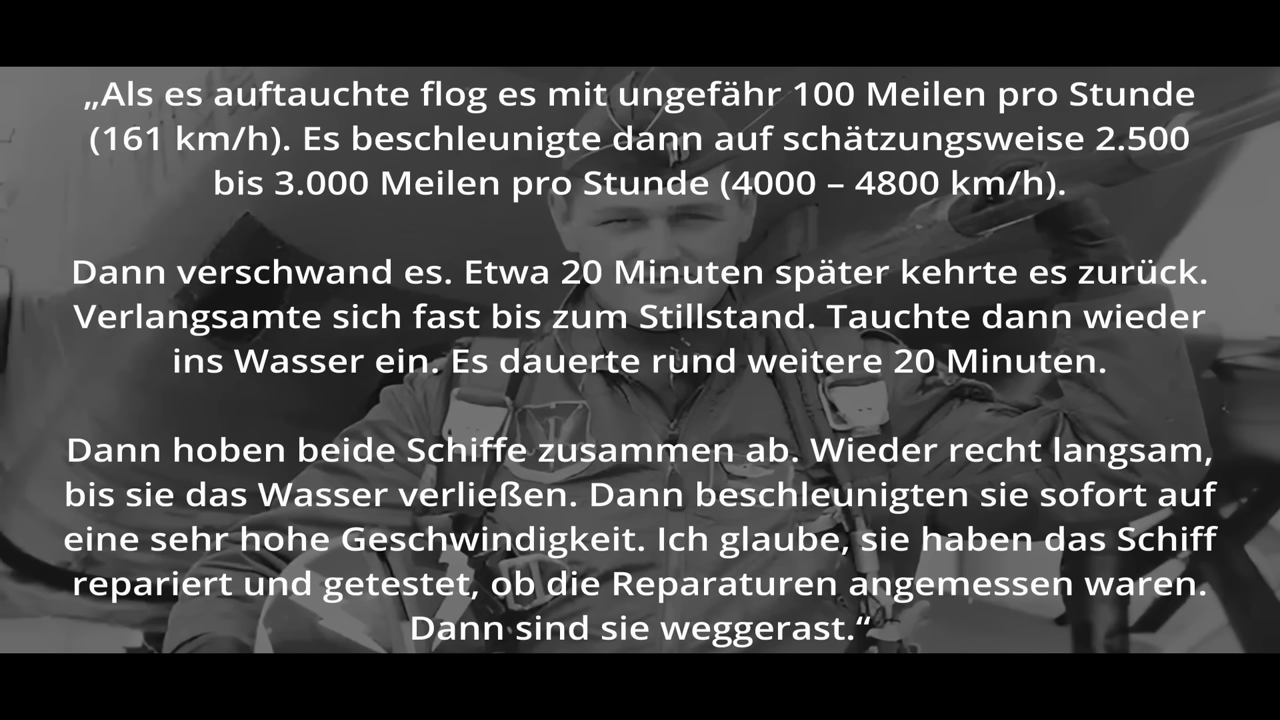 „Als es auftauchte flog es mit ungefähr 100 Meilen pro Stunde
(161 km/h). Es beschleunigte dann auf schätzungsweise 2.500
bis 3.000 Meilen pro Stunde (4000 – 4800 km/h).
Dann verschwand es. Etwa 20 Minuten später kehrte es zurück.
Verlangsamte sich fast bis zum Stillstand. Tauchte dann wieder
ins Wasser ein. Es dauerte rund weitere 20 Minuten.
Dann hoben beide Schiffe zusammen ab. Wieder recht langsam,
bis sie das Wasser verließen. Dann beschleunigten sie sofort auf
eine sehr hohe Geschwindigkeit. Ich glaube, sie haben das Schiff
repariert und getestet, ob die Reparaturen angemessen waren.
Dann sind sie weggerast.“